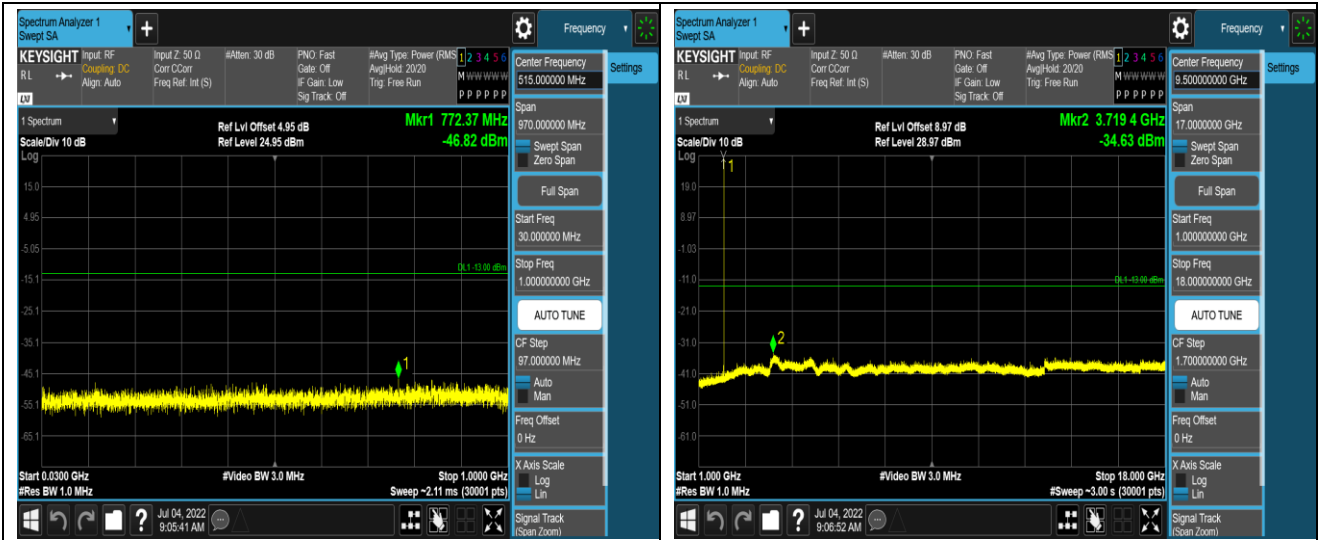 Spectrum Analyzer 1
Swept SA
+
Frequency
KEYSIGHT
RL
Input: RF
Coupling: DC
Align: Auto
Input Z: 50 Ω
Corr CCorr
Freq Ref: Int (S)
#Atten: 30 dB
PNO: Fast
Gate: Off
IF Gain: Low
Sig Track: Off
#Avg Type: Power (RMS
Avg|Hold: 20/20
Trig: Free Run
1 2 3 4 5 6
M W W W W W
P P P P P P
Center Frequency
515.000000 MHz
Settings
Span
970.000000 MHz
Swept Span
Zero Span
Full Span
Start Freq
30.000000 MHz
Stop Freq
1.000000000 GHz
AUTO TUNE
CF Step
97.000000 MHz
Auto
Man
Freq Offset
0 Hz
X Axis Scale
Log
Lin
Signal Track
(Span Zoom)
1 Spectrum
Scale/Div 10 dB
Log
Ref Lvl Offset 4.95 dB
Ref Level 24.95 dBm
Mkr1 772.37 MHz
-46.82 dBm
15.0
4.95
-5.05
DL1 -13.00 dBm
-15.1
-25.1
-35.1
1
-45.1
-55.1
-65.1
Start 0.0300 GHz
#Video BW 3.0 MHz
Stop 1.0000 GHz
#Res BW 1.0 MHz
Sweep ~2.11 ms (30001 pts)
?
Jul 04, 2022
9:05:41 AM
Spectrum Analyzer 1
Swept SA
+
Frequency
KEYSIGHT
RL
Input: RF
Coupling: DC
Align: Auto
Input Z: 50 Ω
Corr CCorr
Freq Ref: Int (S)
#Atten: 30 dB
PNO: Fast
Gate: Off
IF Gain: Low
Sig Track: Off
#Avg Type: Power (RMS
Avg|Hold: 20/20
Trig: Free Run
1 2 3 4 5 6
M W W W W W
P P P P P P
Center Frequency
9.500000000 GHz
Settings
Span
17.0000000 GHz
Swept Span
Zero Span
Full Span
Start Freq
1.000000000 GHz
Stop Freq
18.000000000 GHz
AUTO TUNE
CF Step
1.700000000 GHz
Auto
Man
Freq Offset
0 Hz
X Axis Scale
Log
Lin
Signal Track
(Span Zoom)
1 Spectrum
Scale/Div 10 dB
Log
Ref Lvl Offset 8.97 dB
Ref Level 28.97 dBm
Mkr2 3.719 4 GHz
-34.63 dBm
1
19.0
8.97
-1.03
-11.0
DL1 -13.00 dBm
-21.0
-31.0
2
-41.0
-51.0
-61.0
Start 1.000 GHz
#Video BW 3.0 MHz
Stop 18.000 GHz
#Res BW 1.0 MHz
#Sweep ~3.00 s (30001 pts)
?
Jul 04, 2022
9:06:52 AM